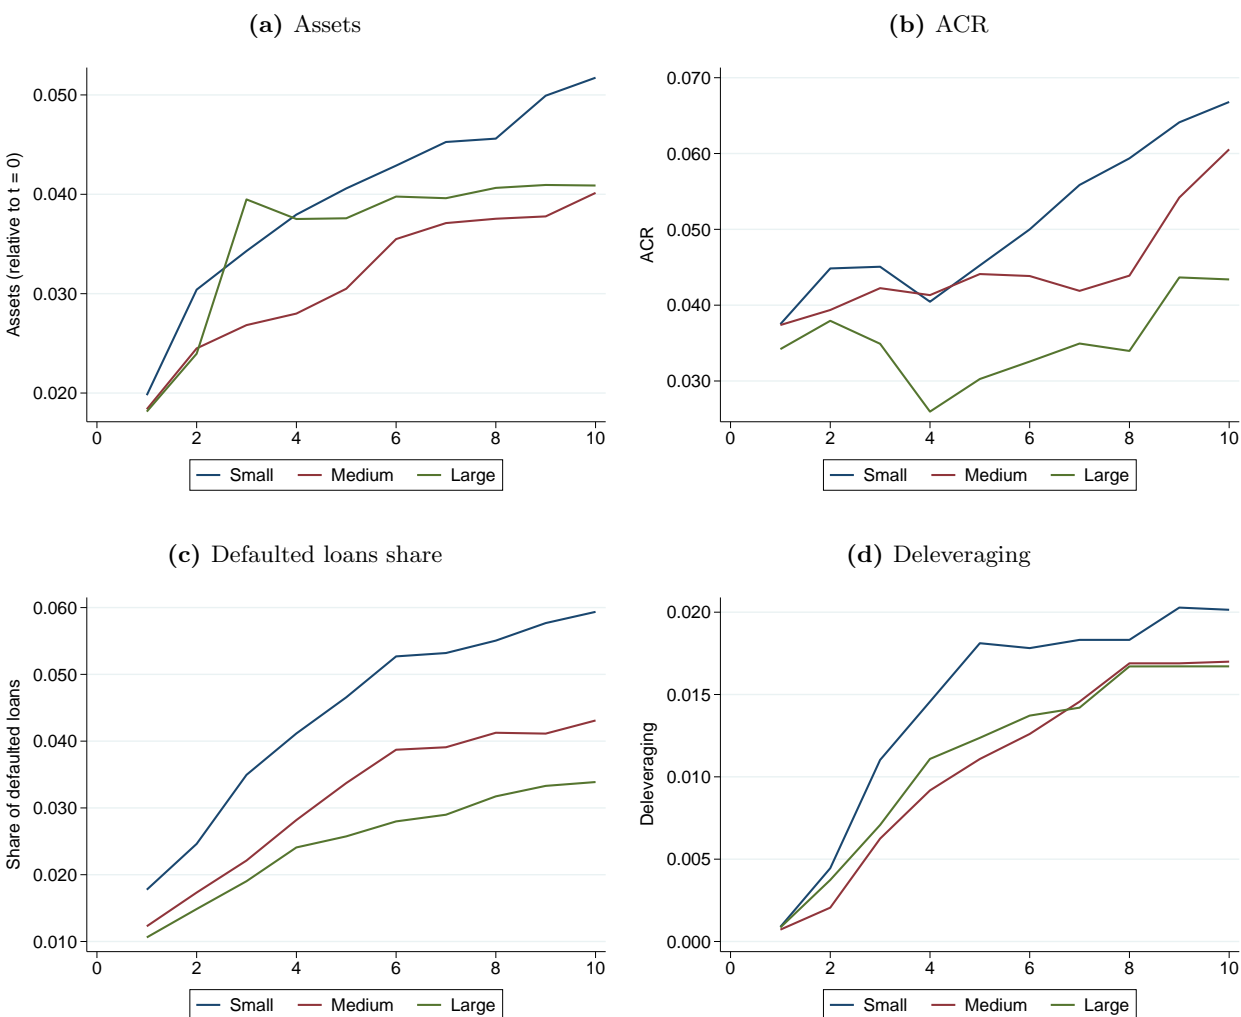 (a) Assets
Assets (relative to t = 0)
0.050
0.040
0.030
0.020
0 2 4 6 8 10
Small Medium Large
(b) ACR
ACR
0.070
0.060
0.050
0.040
0.030
0 2 4 6 8 10
Small Medium Large
(c) Defaulted loans share
Share of defaulted loans
0.060
0.050
0.040
0.030
0.020
0.010
0 2 4 6 8 10
Small Medium Large
(d) Deleveraging
Deleveraging
0.020
0.015
0.010
0.005
0.000
0 2 4 6 8 10
Small Medium Large